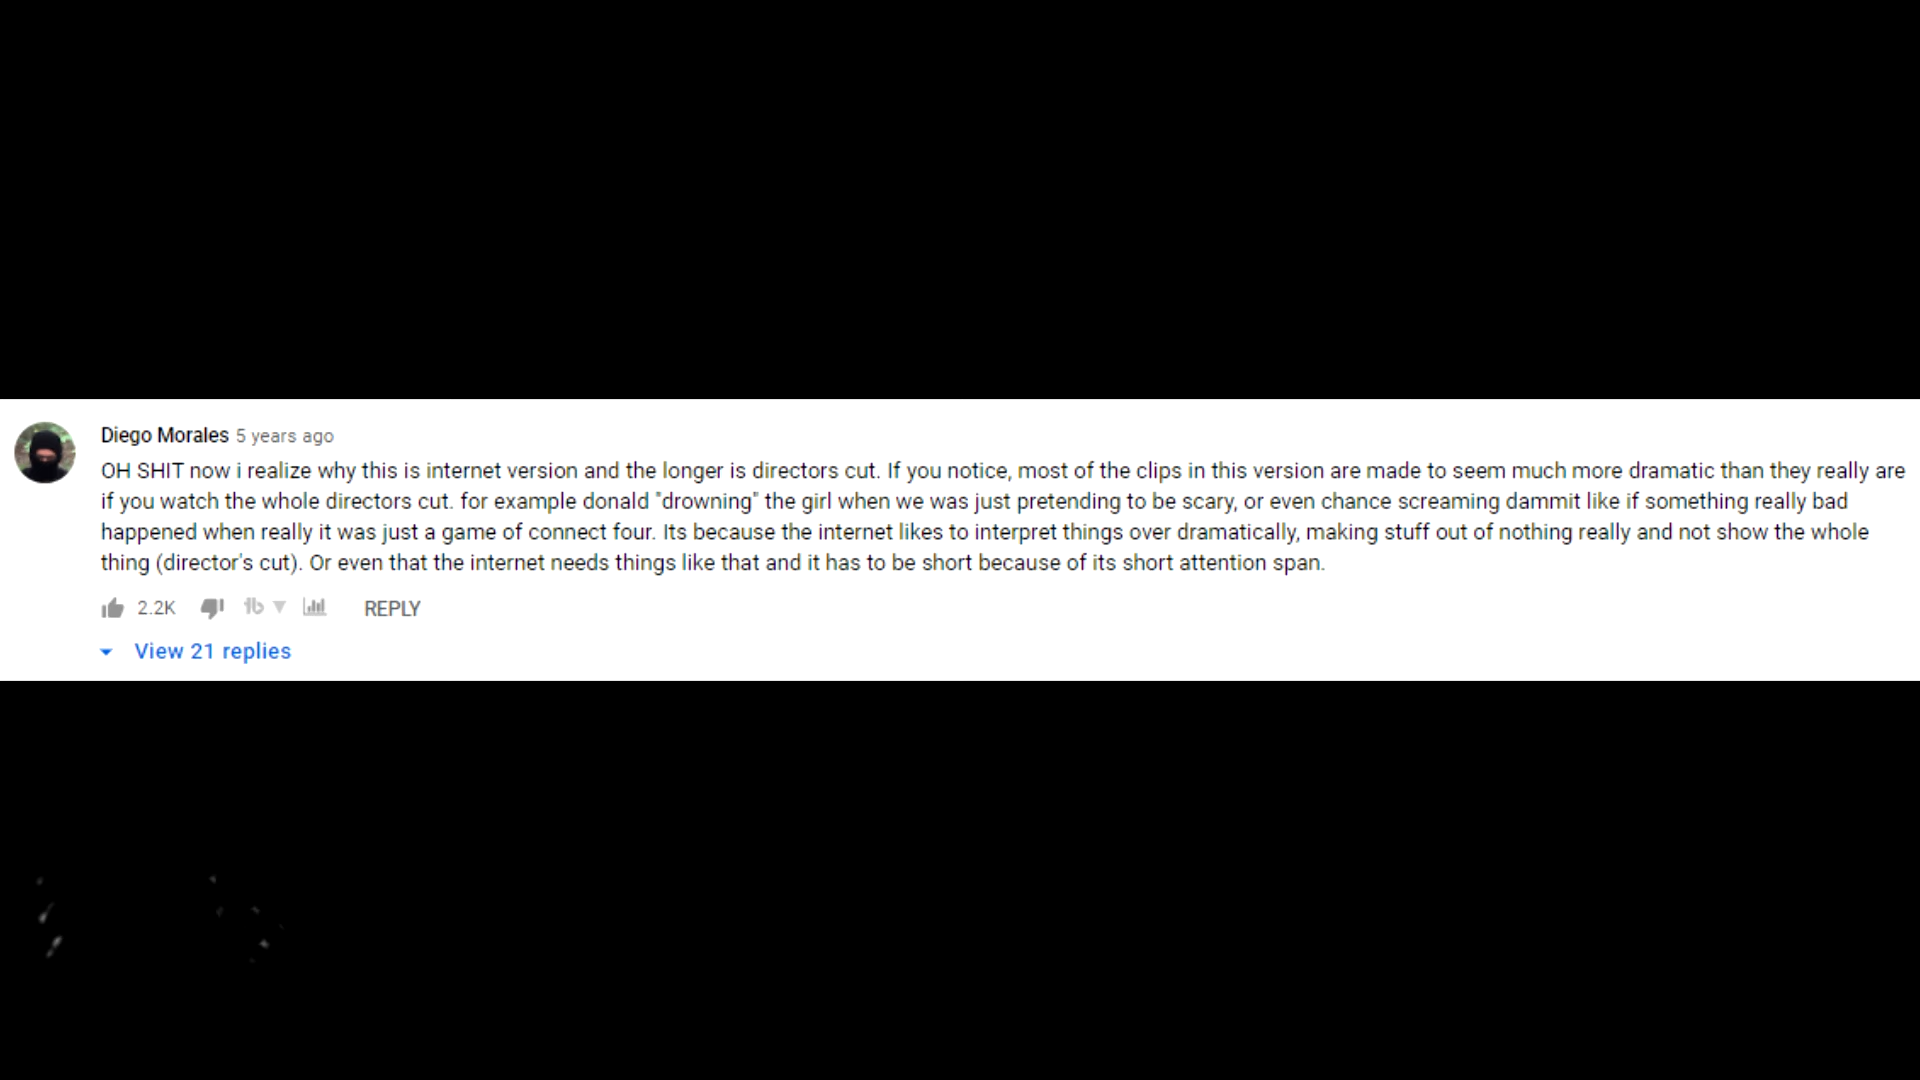 Diego Morales 5 years ago
OH SHIT now i realize why this is internet version and the longer is directors cut. If you notice, most of the clips in this version are made to seem much more dramatic than they really are
if you watch the whole directors cut. for example donald "drowning" the girl when we was just pretending to be scary, or even chance screaming dammit like if something really bad
happened when really it was just a game of connect four. Its because the internet likes to interpret things over dramatically, making stuff out of nothing really and not show the whole
thing (director's cut). Or even that the internet needs things like that and it has to be short because of its short attention span.
2.2K REPLY
View 21 replies